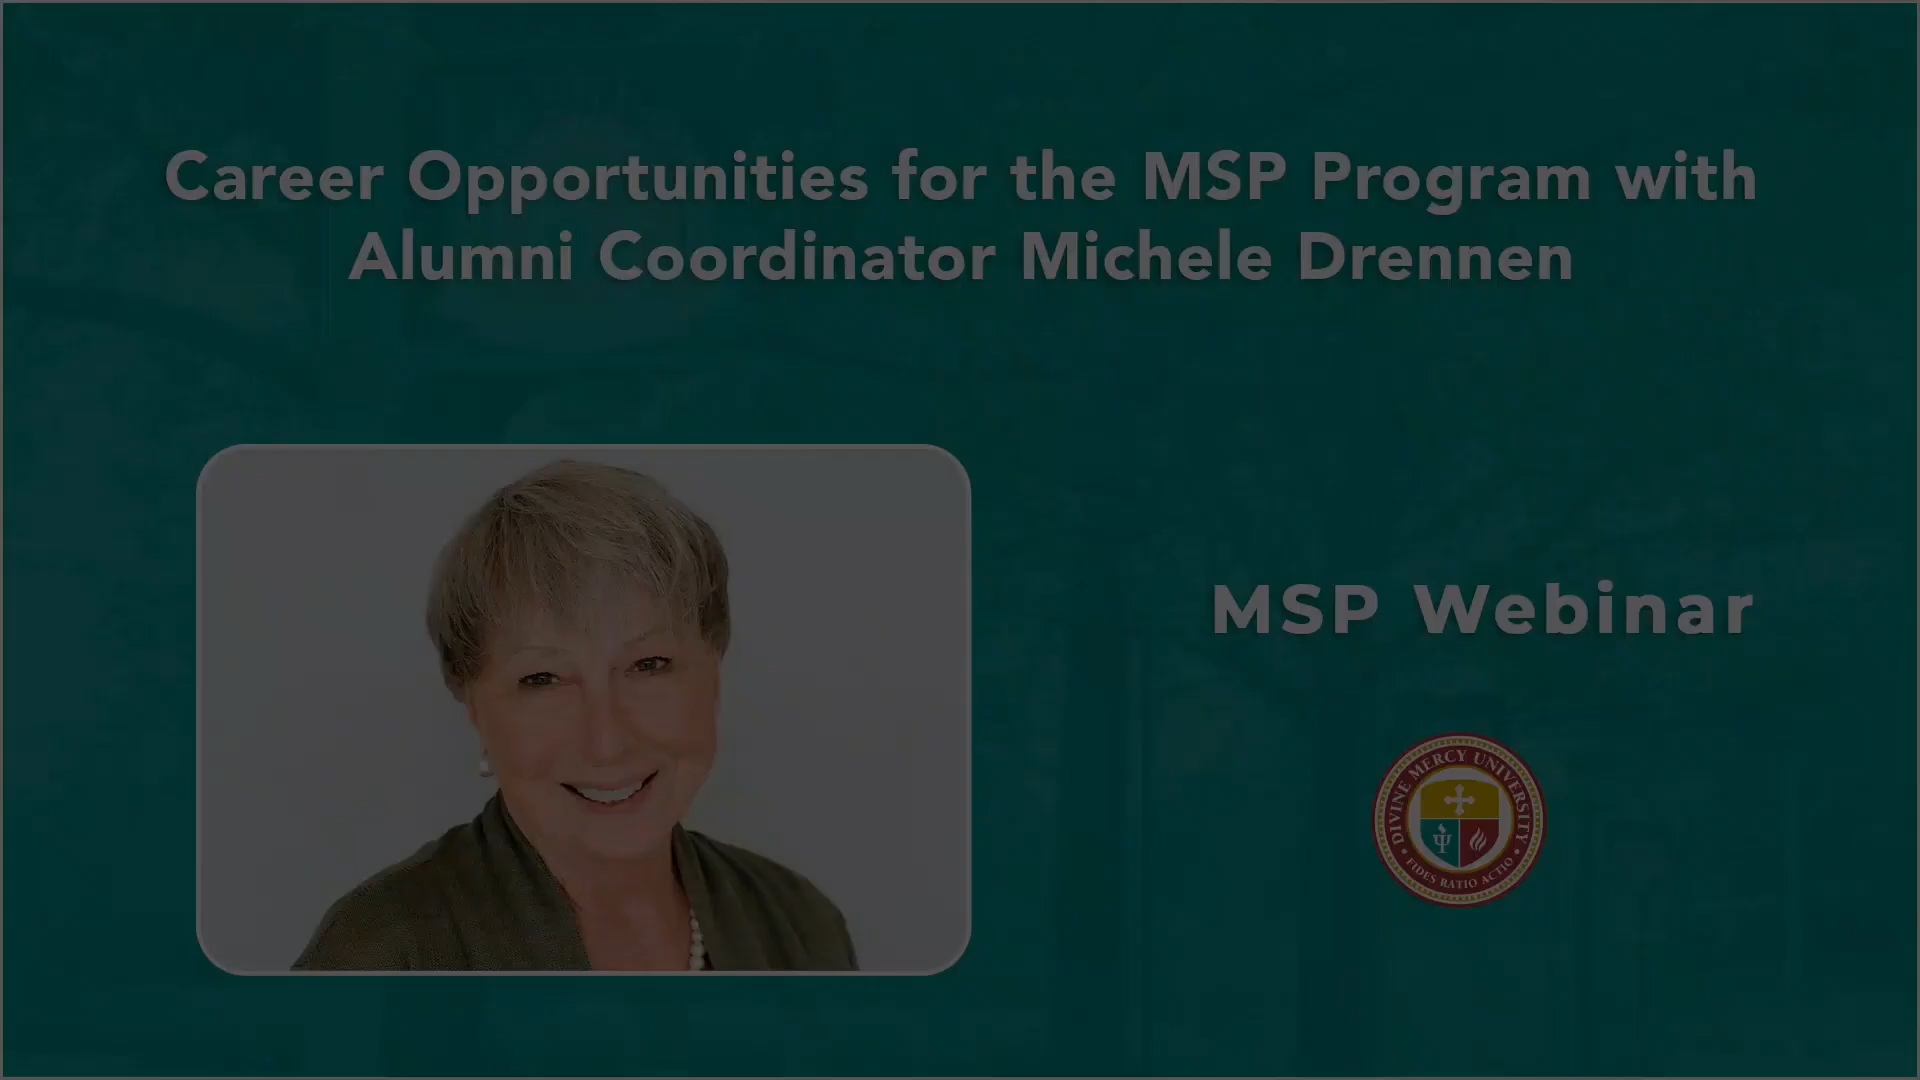 Career Opportunities for the MSP Program with
Alumni Coordinator Michele Drennen
MSP Webinar
DIVINE MERCY UNIVERSITY
• FIDES RATIO ACTIO •